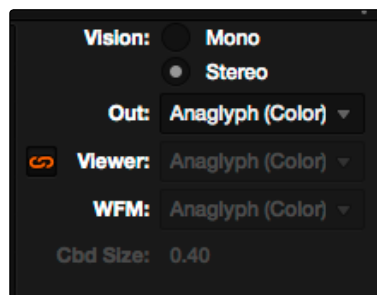 Vision: Mono
Stereo
Out: Anaglyph (Color)
Viewer: Anaglyph (Color)
WFM: Anaglyph (Color)
Cbd Size: 0.40